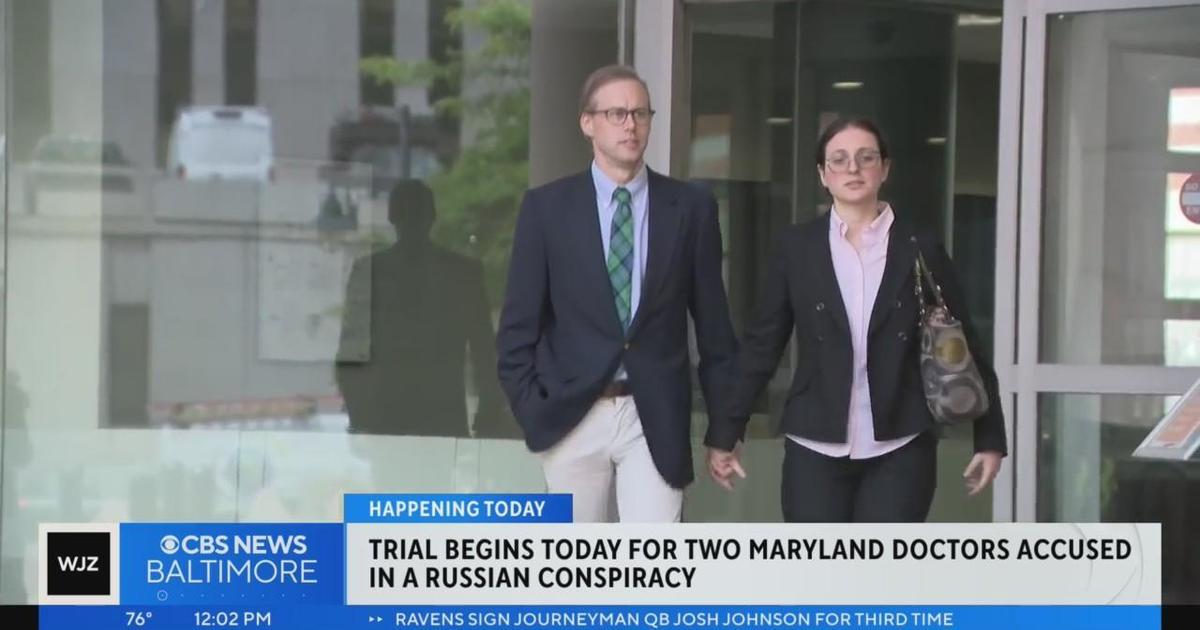 HAPPENING TODAY
WJZ
CBS NEWS
BALTIMORE
TRIAL BEGINS TODAY FOR TWO MARYLAND DOCTORS ACCUSED
IN A RUSSIAN CONSPIRACY
76° 12:02 PM RAVENS SIGN JOURNEYMAN QB JOSH JOHNSON FOR THIRD TIME